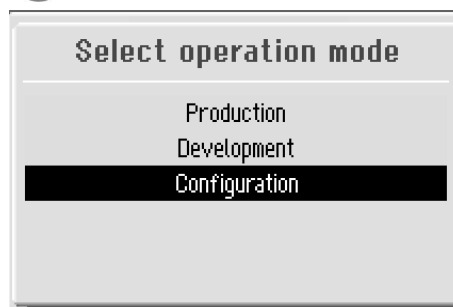 Select operation mode
Production
Development
Configuration